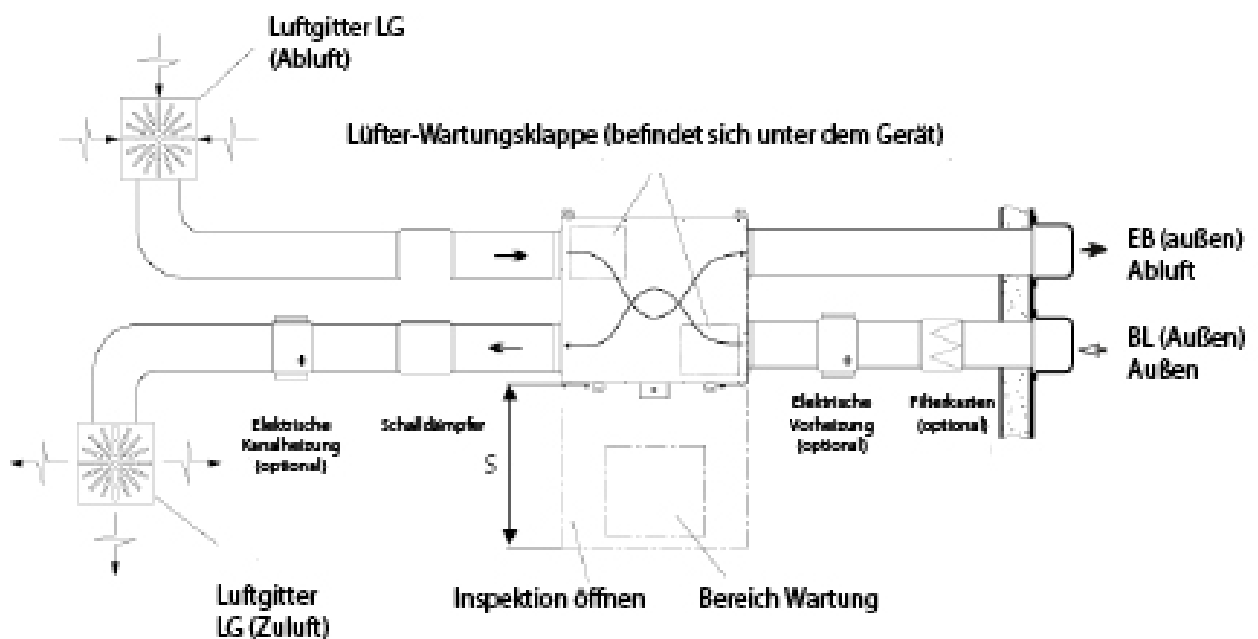 Luftgitter LG
(Abluft)
Lüfter-Wartungsklappe (befindet sich unter dem Gerät)
EB (außen)
Abluft
BL (Außen)
Außen
Elektrische
Kanalheizung
(optional)
Schalldämpfer
Elektrische
Vorheizung
(optional)
Filterkasten
(optional)
S
Luftgitter
LG (Zuluft)
Inspektion öffnen
Bereich Wartung